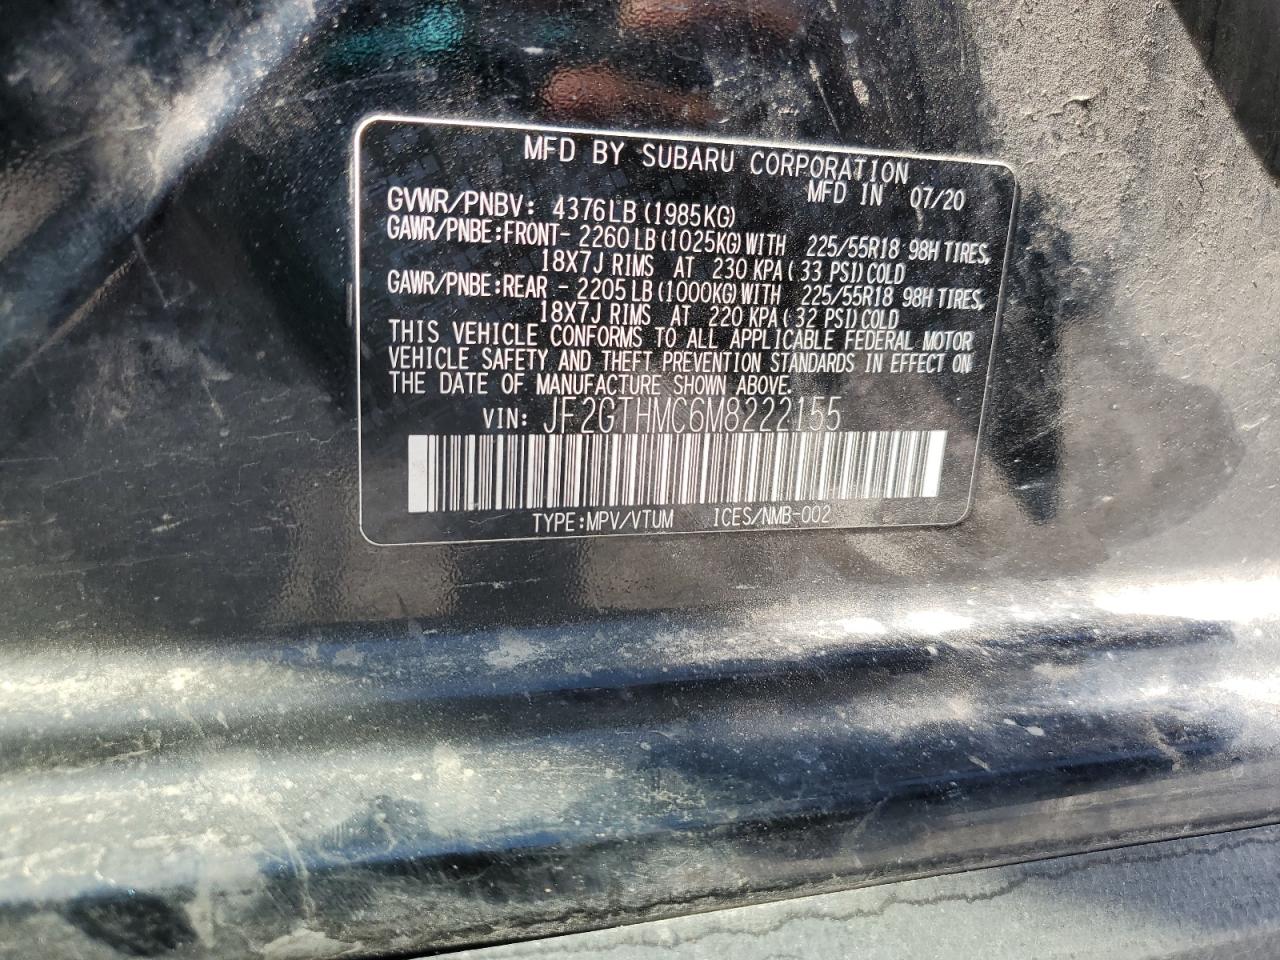 MFD BY SUBARU CORPORATION
MFD IN 07/20
GVWR/PNBV: 4376LB(1985KG)
GAWR/PNBE:FRONT- 2260LB(1025KG)WITH 225/55R18 98H TIRES,
18X7J RIMS AT 230 KPA( 33 PSI)COLD
GAWR/PNBE:REAR - 2205LB(1000KG)WITH 225/55R18 98H TIRES,
18X7J RIMS AT 220 KPA( 32 PSI)COLD
THIS VEHICLE CONFORMS TO ALL APPLICABLE FEDERAL MOTOR
VEHICLE SAFETY AND THEFT PREVENTION STANDARDS IN EFFECT ON
THE DATE OF MANUFACTURE SHOWN ABOVE.
VIN: JF2GTHMC6M8222155
TYPE:MPV/VTUM ICES/NMB-002